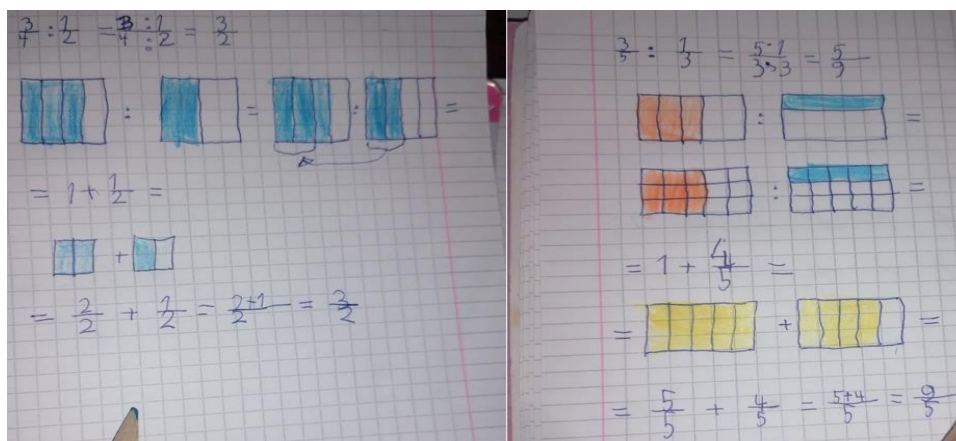 3/4 : 1/2 = 3/4 : 1/2 = 3/2
: = : =
= 1 + 1/2 =
+
= 2/2 + 1/2 = 2+1/2 = 3/2
3/5 : 1/3 = 5·1/3·3 = 5/9
: =
: =
= 1 + 4/5 =
= + =
= 5/5 + 4/5 = 5+4/5 = 9/5